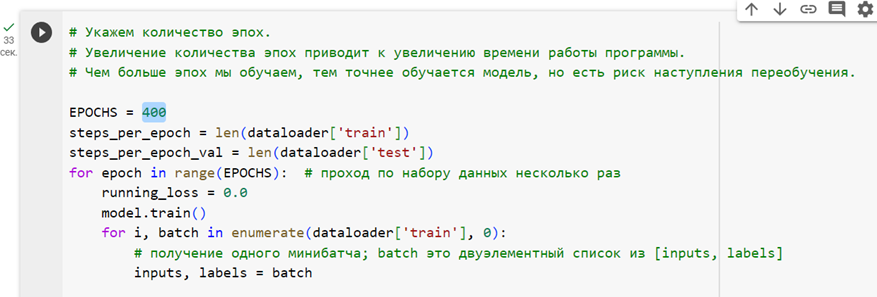 33
сек.
# Укажем количество эпох.
# Увеличение количества эпох приводит к увеличению времени работы программы.
# Чем больше эпох мы обучаем, тем точнее обучается модель, но есть риск наступления переобучения.
EPOCHS = 400
steps_per_epoch = len(dataloader['train'])
steps_per_epoch_val = len(dataloader['test'])
for epoch in range(EPOCHS):  # проход по набору данных несколько раз
    running_loss = 0.0
    model.train()
    for i, batch in enumerate(dataloader['train'], 0):
        # получение одного минибатча; batch это двуэлементный список из [inputs, labels]
        inputs, labels = batch